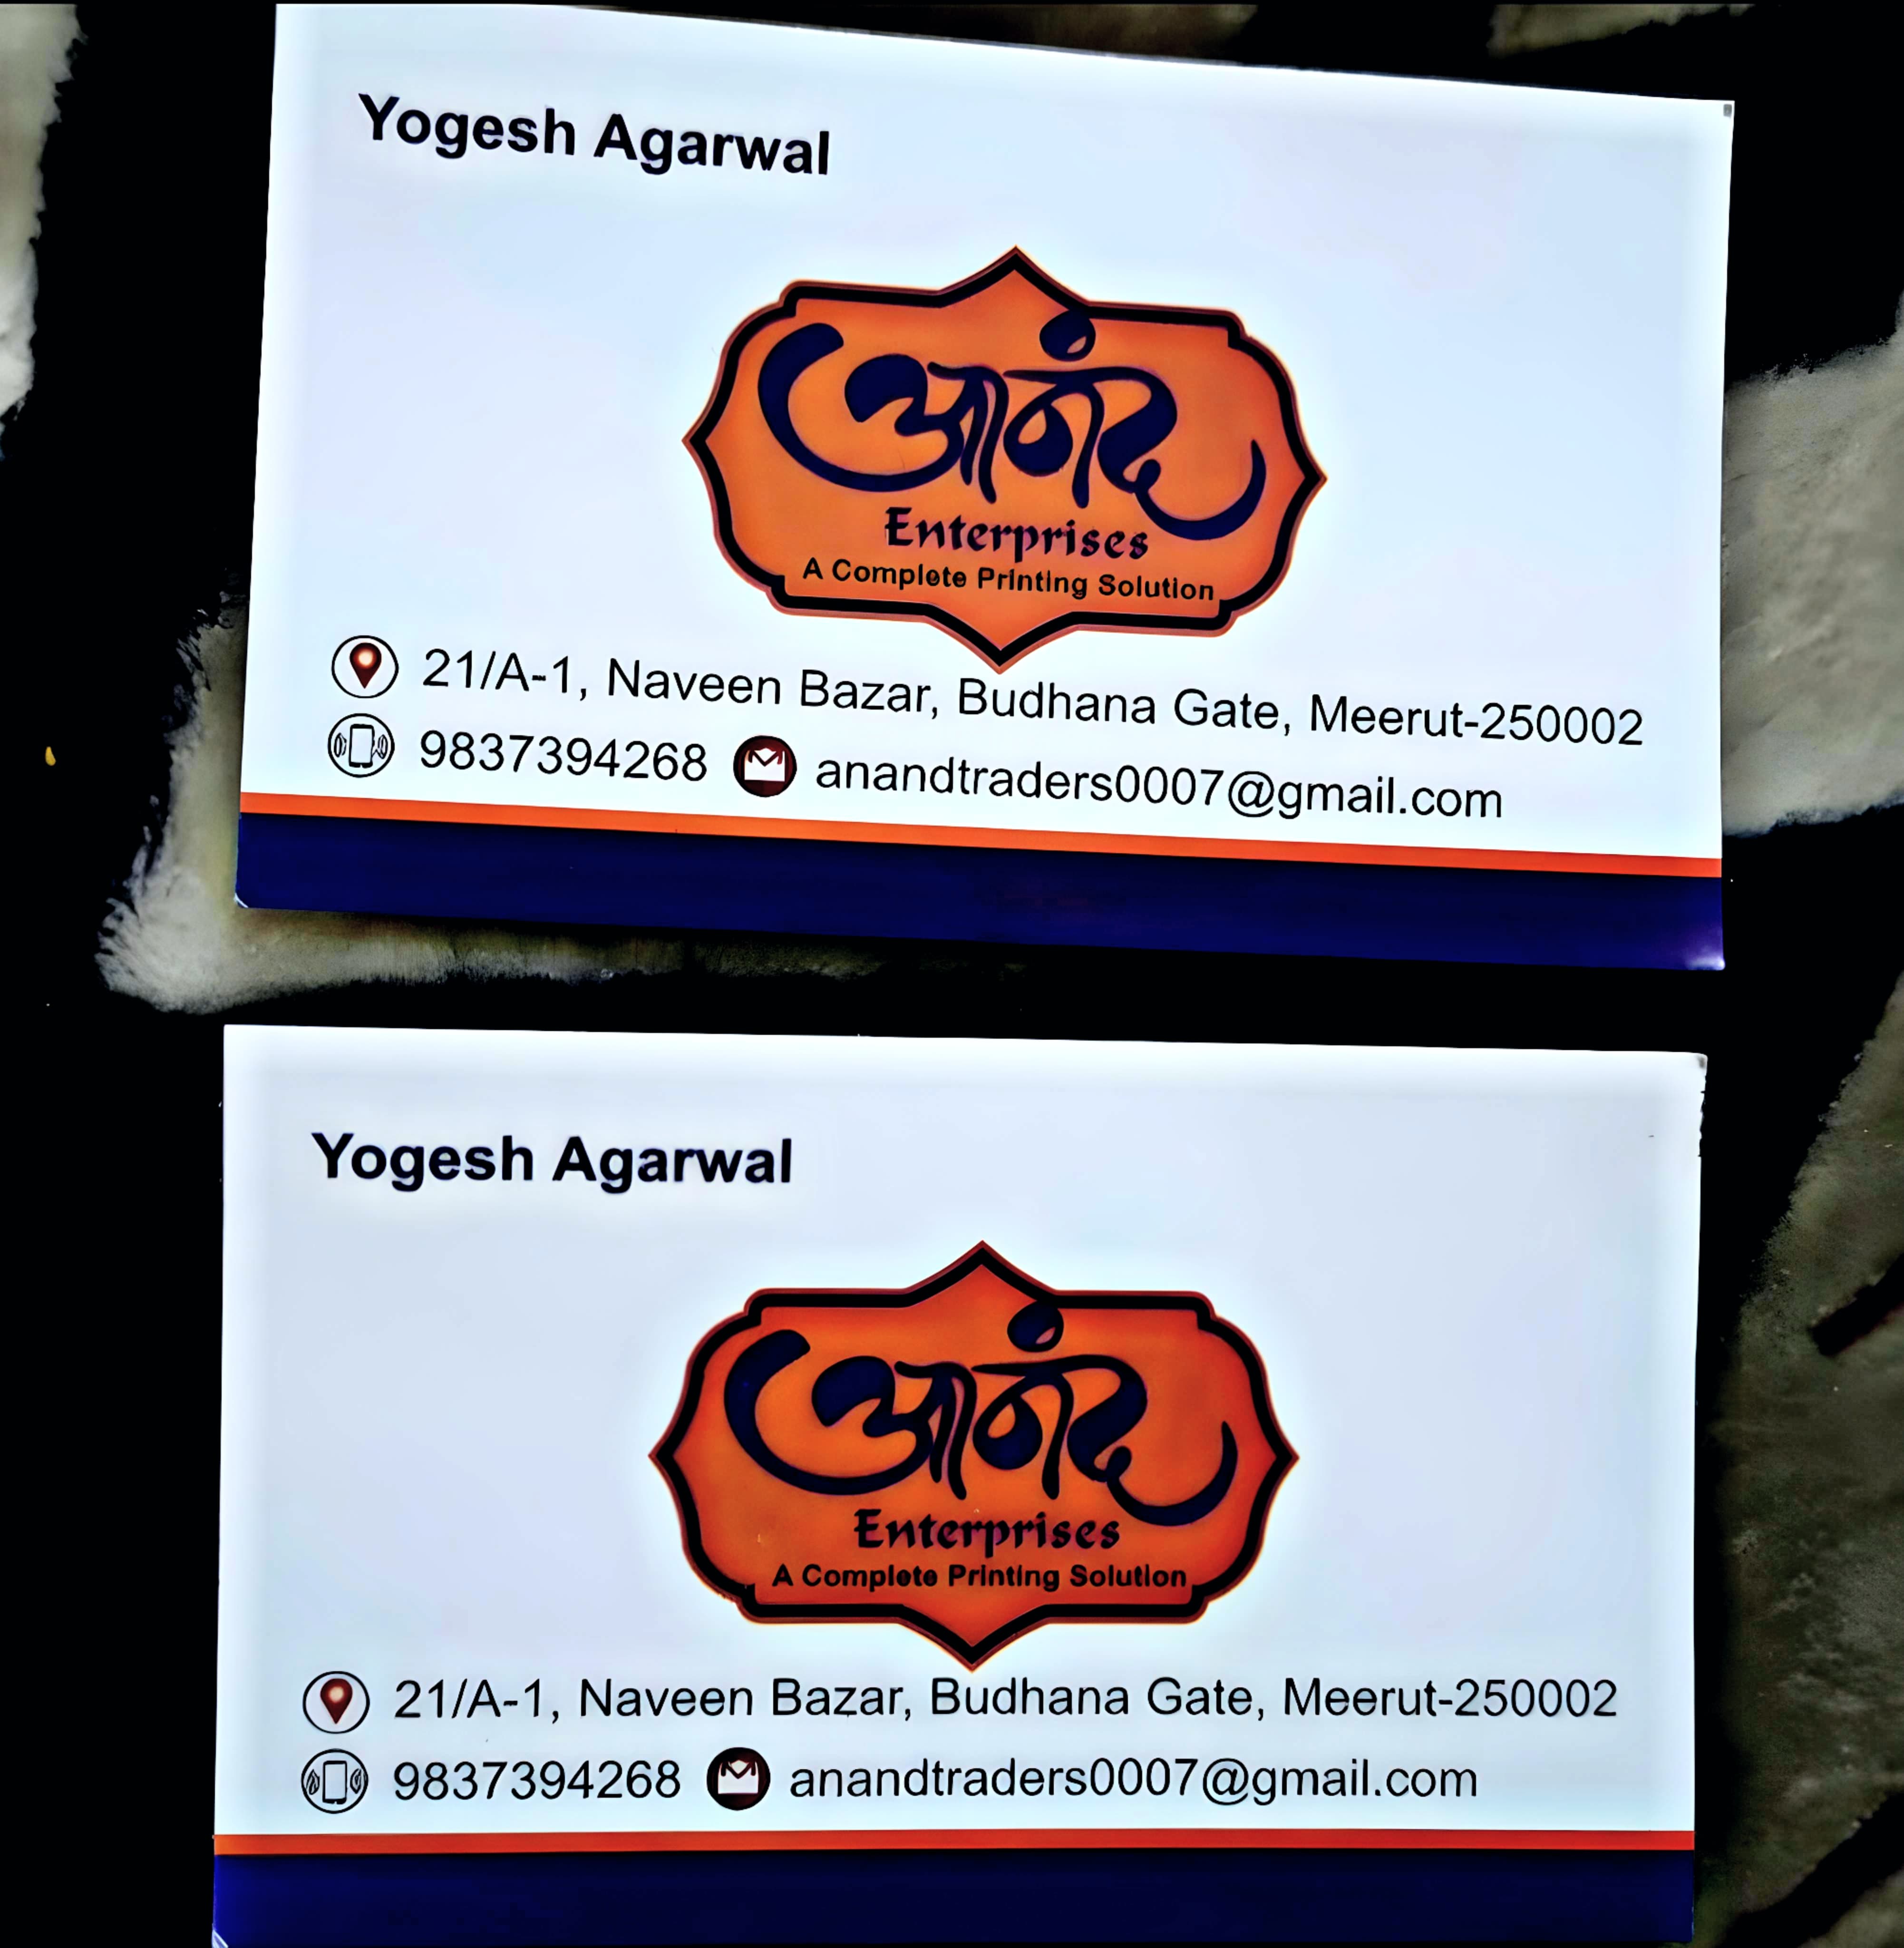 Yogesh Agarwal
आनंद
Enterprises
A Complete Printing Solution
21/A-1, Naveen Bazar, Budhana Gate, Meerut-250002
9837394268 anandtraders0007@gmail.com
Yogesh Agarwal
आनंद
Enterprises
A Complete Printing Solution
21/A-1, Naveen Bazar, Budhana Gate, Meerut-250002
9837394268 anandtraders0007@gmail.com